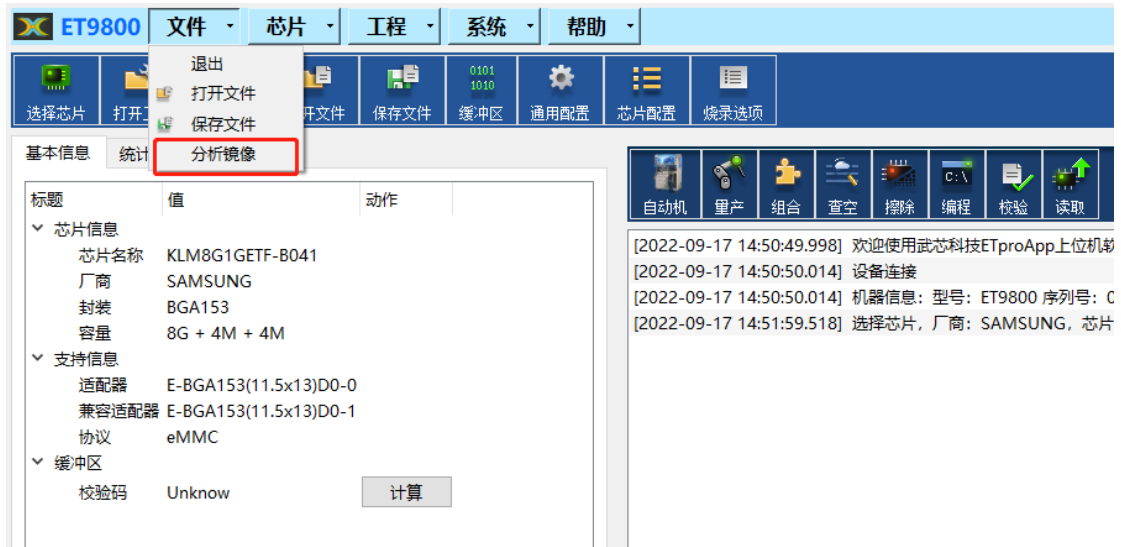 ET9800 文件 芯片 工程 系统 帮助
退出
打开文件
保存文件
分析镜像
选择芯片 打开 开文件 保存文件 缓冲区 通用配置 芯片配置 烧录选项
0101
1010
基本信息 统计
标题 值 动作
芯片信息
芯片名称 KLM8G1GETF-B041
厂商 SAMSUNG
封装 BGA153
容量 8G + 4M + 4M
支持信息
适配器 E-BGA153(11.5x13)D0-0
兼容适配器 E-BGA153(11.5x13)D0-1
协议 eMMC
缓冲区
校验码 Unknow 计算
C:\
自动机 量产 组合 查空 擦除 编程 校验 读取
[2022-09-17 14:50:49.998] 欢迎使用武芯科技ETproApp上位机软
[2022-09-17 14:50:50.014] 设备连接
[2022-09-17 14:50:50.014] 机器信息：型号：ET9800 序列号：0
[2022-09-17 14:51:59.518] 选择芯片，厂商：SAMSUNG，芯片